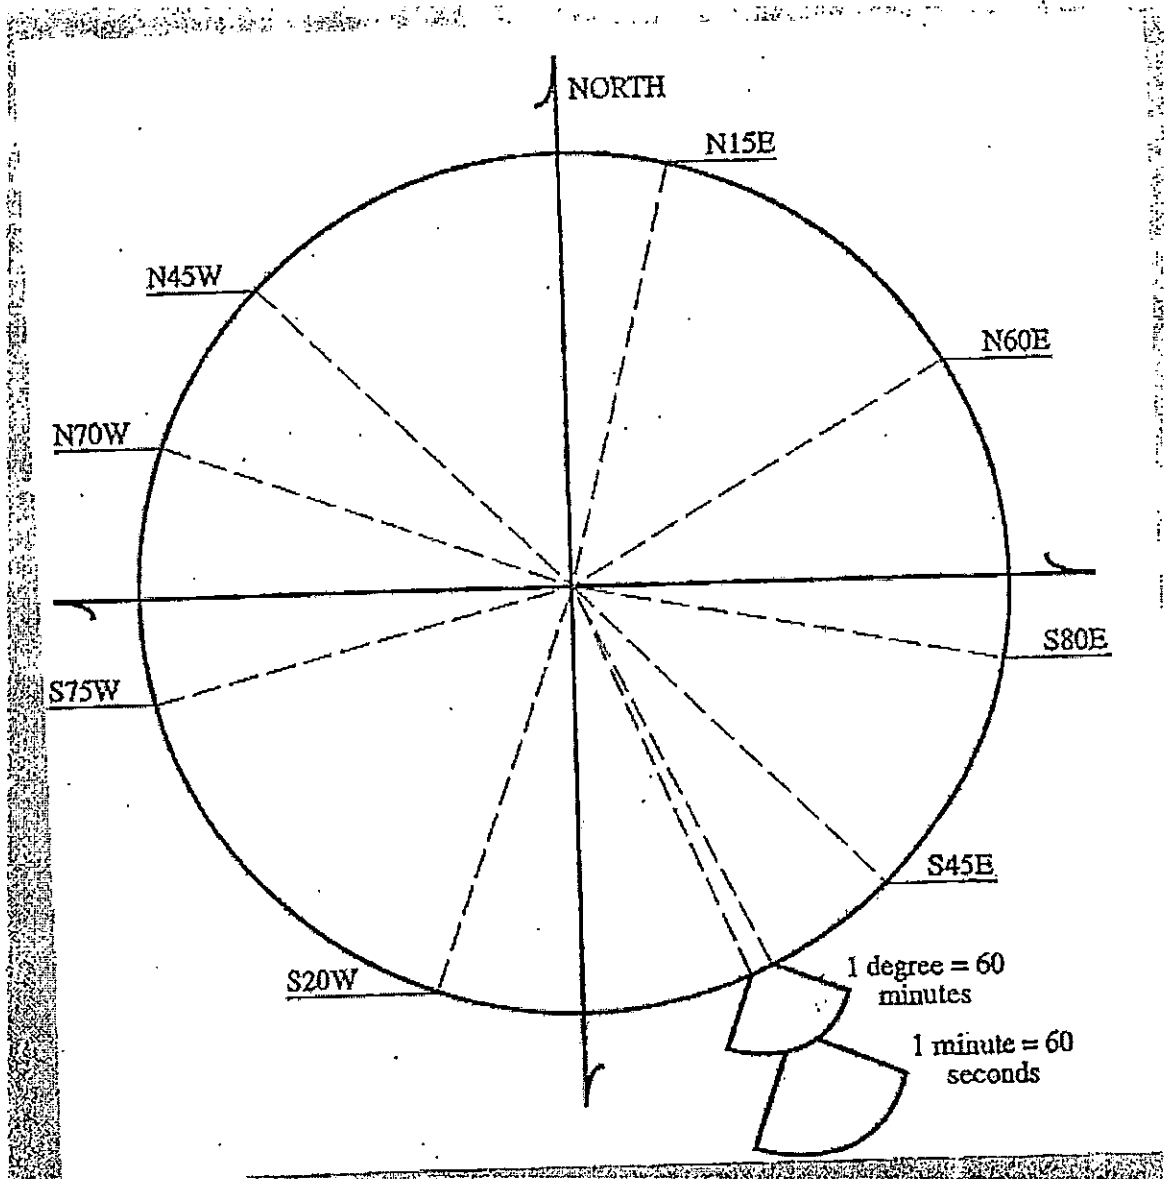 NORTH
N15E
N45W
N60E
N70W
S80E
S75W
S45E
S20W
1 degree = 60
minutes
1 minute = 60
seconds